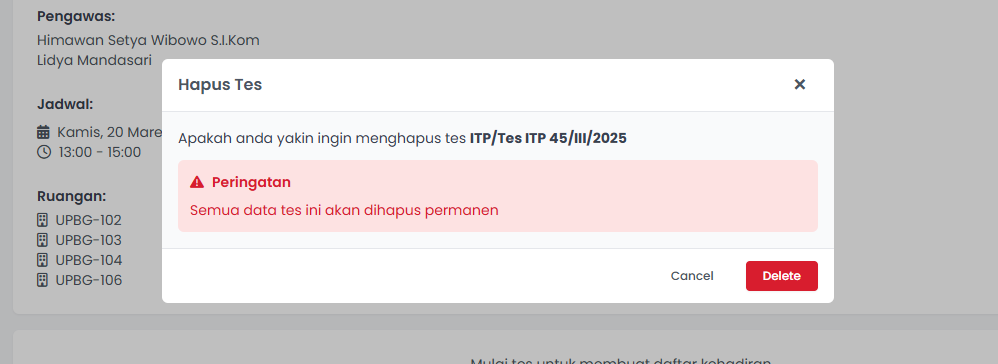 Pengawas:
Himawan Setya Wibowo S.I.Kom
Lidya Mandasari
Jadwal:
Kamis, 20 Mare
13:00 - 15:00
Ruangan:
UPBG-102
UPBG-103
UPBG-104
UPBG-106
Hapus Tes
Apakah anda yakin ingin menghapus tes ITP/Tes ITP 45/III/2025
Peringatan
Semua data tes ini akan dihapus permanen
Cancel
Delete
Mulai tes untuk membuat daftar kehadiran